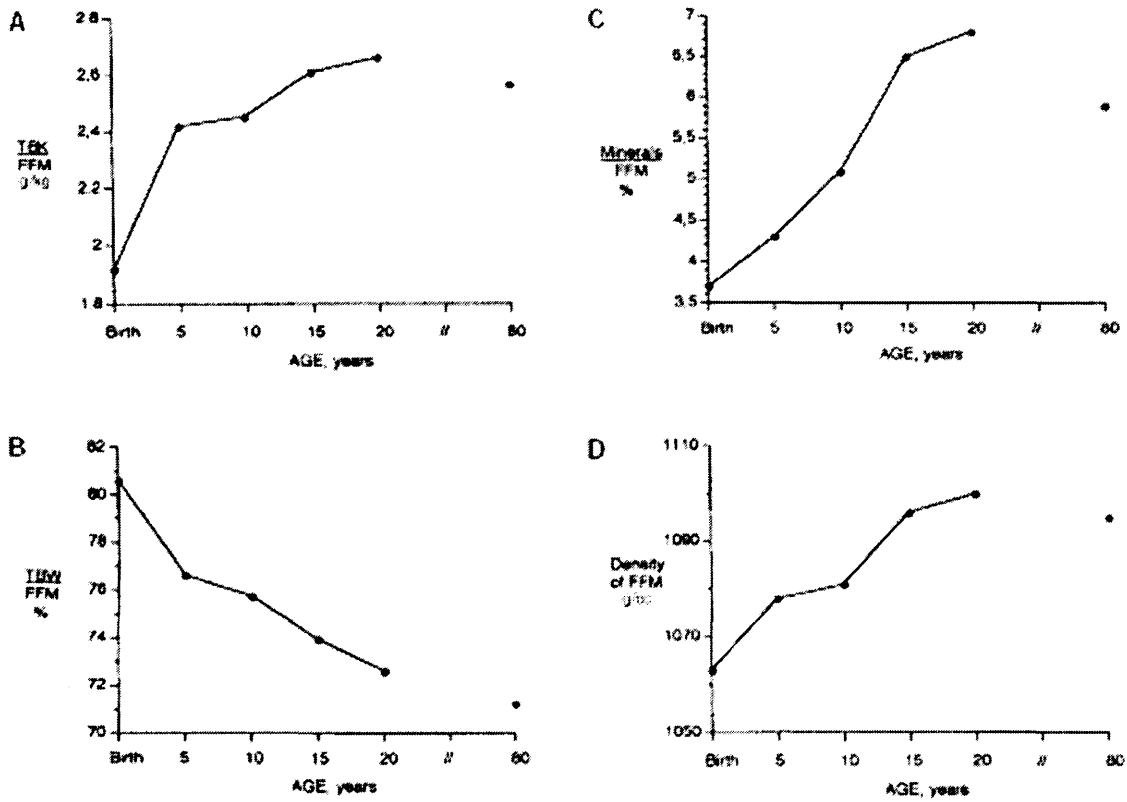 A
2.8
2.6
2.4
2.2
2
1.8
TBK
FFM
g/kg
Birth 5 10 15 20 // 80
AGE, years
C
7
6.5
6
5.5
5
4.5
4
3.5
Minerals
FFM
%
Birth 5 10 15 20 // 80
AGE, years
B
82
80
78
76
74
72
70
TBW
FFM
%
Birth 5 10 15 20 // 80
AGE, years
D
1110
1090
1070
1050
Density
of FFM
g/cc
Birth 5 10 15 20 // 80
AGE, years